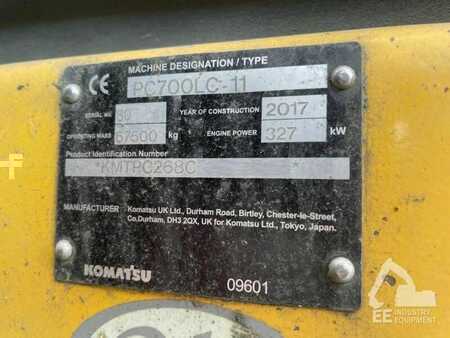 MACHINE DESIGNATION / TYPE
CE PC700LC-11
SERIAL No 80 YEAR OF CONSTRUCTION 2017
OPERATING MASS 67500 kg ENGINE POWER 327 kW
Product Identification Number
*KMTPC268C *
MANUFACTURER Komatsu UK Ltd., Durham Road, Birtley, Chester-le-Street,
Co,Durham, DH3 2QX, UK for Komatsu Ltd., Tokyo, Japan.
KOMATSU
09601
EE INDUSTRY
EQUIPMENT